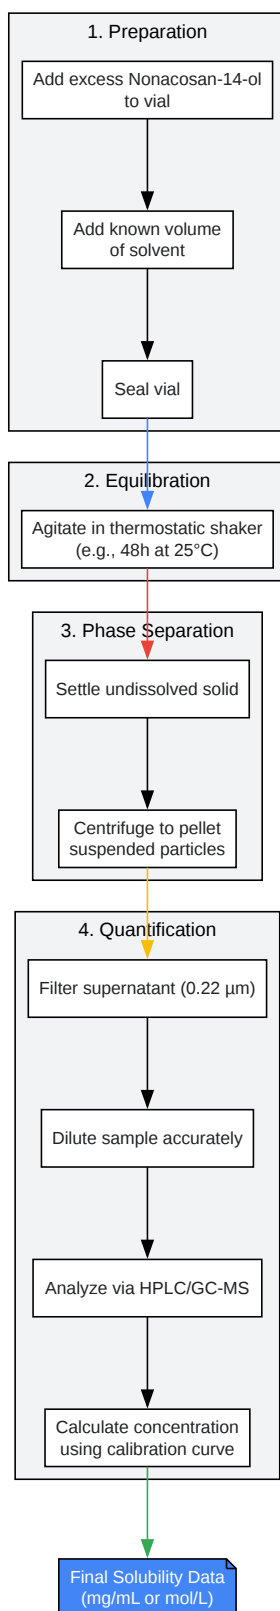 1. Preparation
Add excess Nonacosan-14-ol
to vial
Add known volume
of solvent
Seal vial
2. Equilibration
Agitate in thermostatic shaker
(e.g., 48h at 25°C)
3. Phase Separation
Settle undissolved solid
Centrifuge to pellet
suspended particles
4. Quantification
Filter supernatant (0.22 µm)
Dilute sample accurately
Analyze via HPLC/GC-MS
Calculate concentration
using calibration curve
Final Solubility Data
(mg/mL or mol/L)